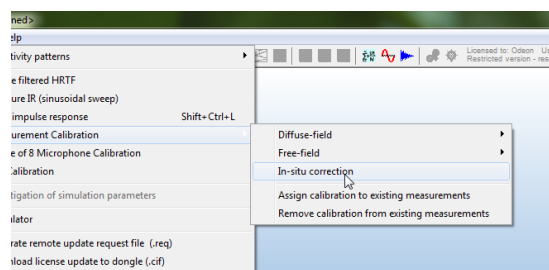 ned>
elp
tivity patterns
e filtered HRTF
ure IR (sinusoidal sweep)
impulse response Shift+Ctrl+L
urement Calibration
e of 8 Microphone Calibration
Calibration
tigation of simulation parameters
ulator
rate remote update request file (.req)
nload license update to dongle (.cif)
Licensed to: Odeon Us
Restricted version - res
Diffuse-field
Free-field
In-situ correction
Assign calibration to existing measurements
Remove calibration from existing measurements